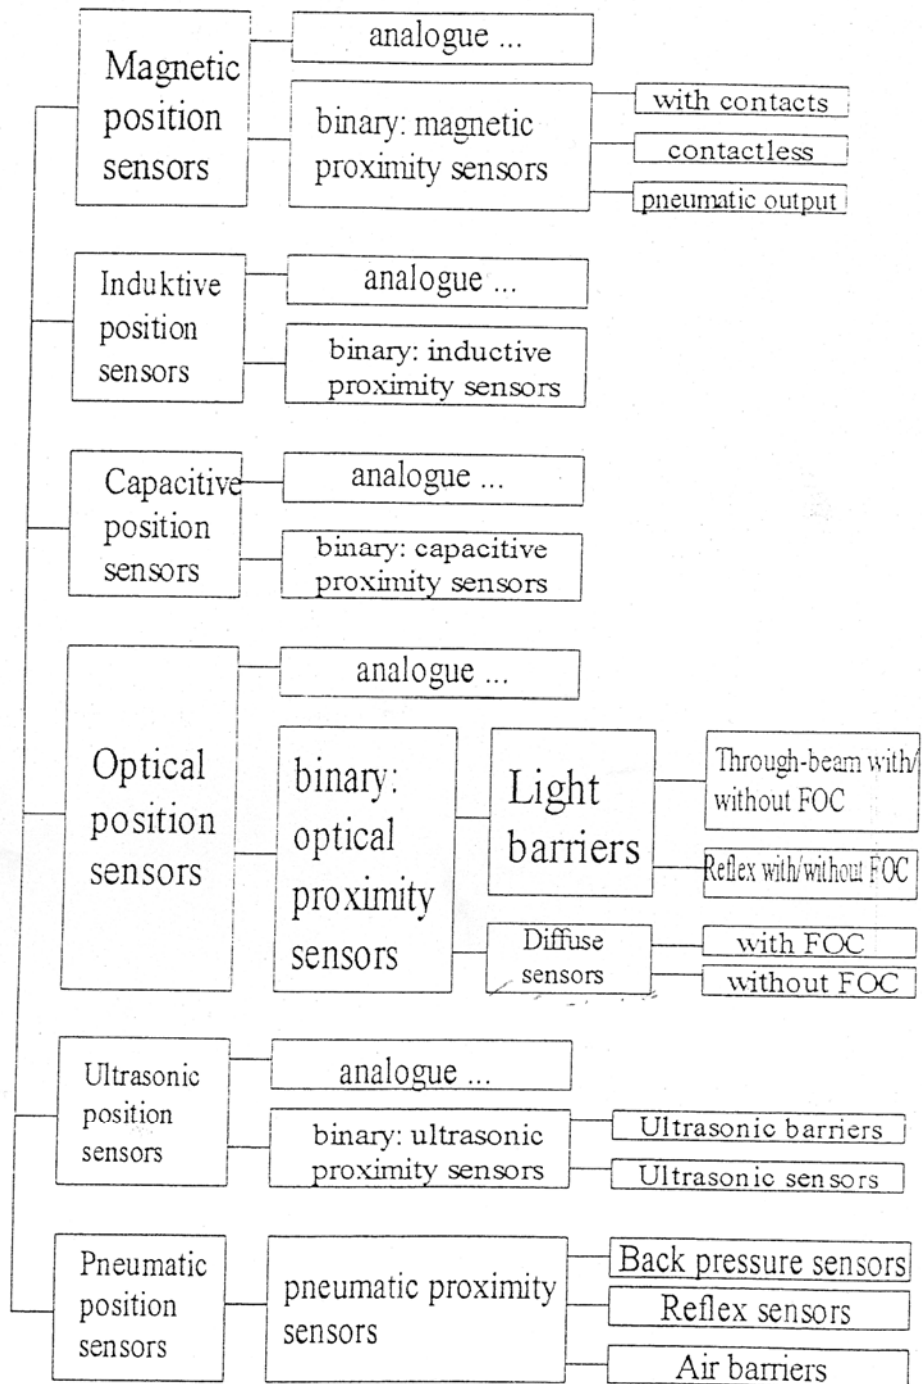 analogue ...
Magnetic
position
sensors
binary: magnetic
proximity sensors
with contacts
contactless
pneumatic output
Induktive
position
sensors
analogue ...
binary: inductive
proximity sensors
Capacitive
position
sensors
analogue ...
binary: capacitive
proximity sensors
Optical
position
sensors
analogue ...
binary:
optical
proximity
sensors
Light
barriers
Through-beam with/
without FOC
Reflex with/without FOC
Diffuse
sensors
with FOC
without FOC
Ultrasonic
position
sensors
analogue ...
binary: ultrasonic
proximity sensors
Ultrasonic barriers
Ultrasonic sensors
Pneumatic
position
sensors
pneumatic proximity
sensors
Back pressure sensors
Reflex sensors
Air barriers